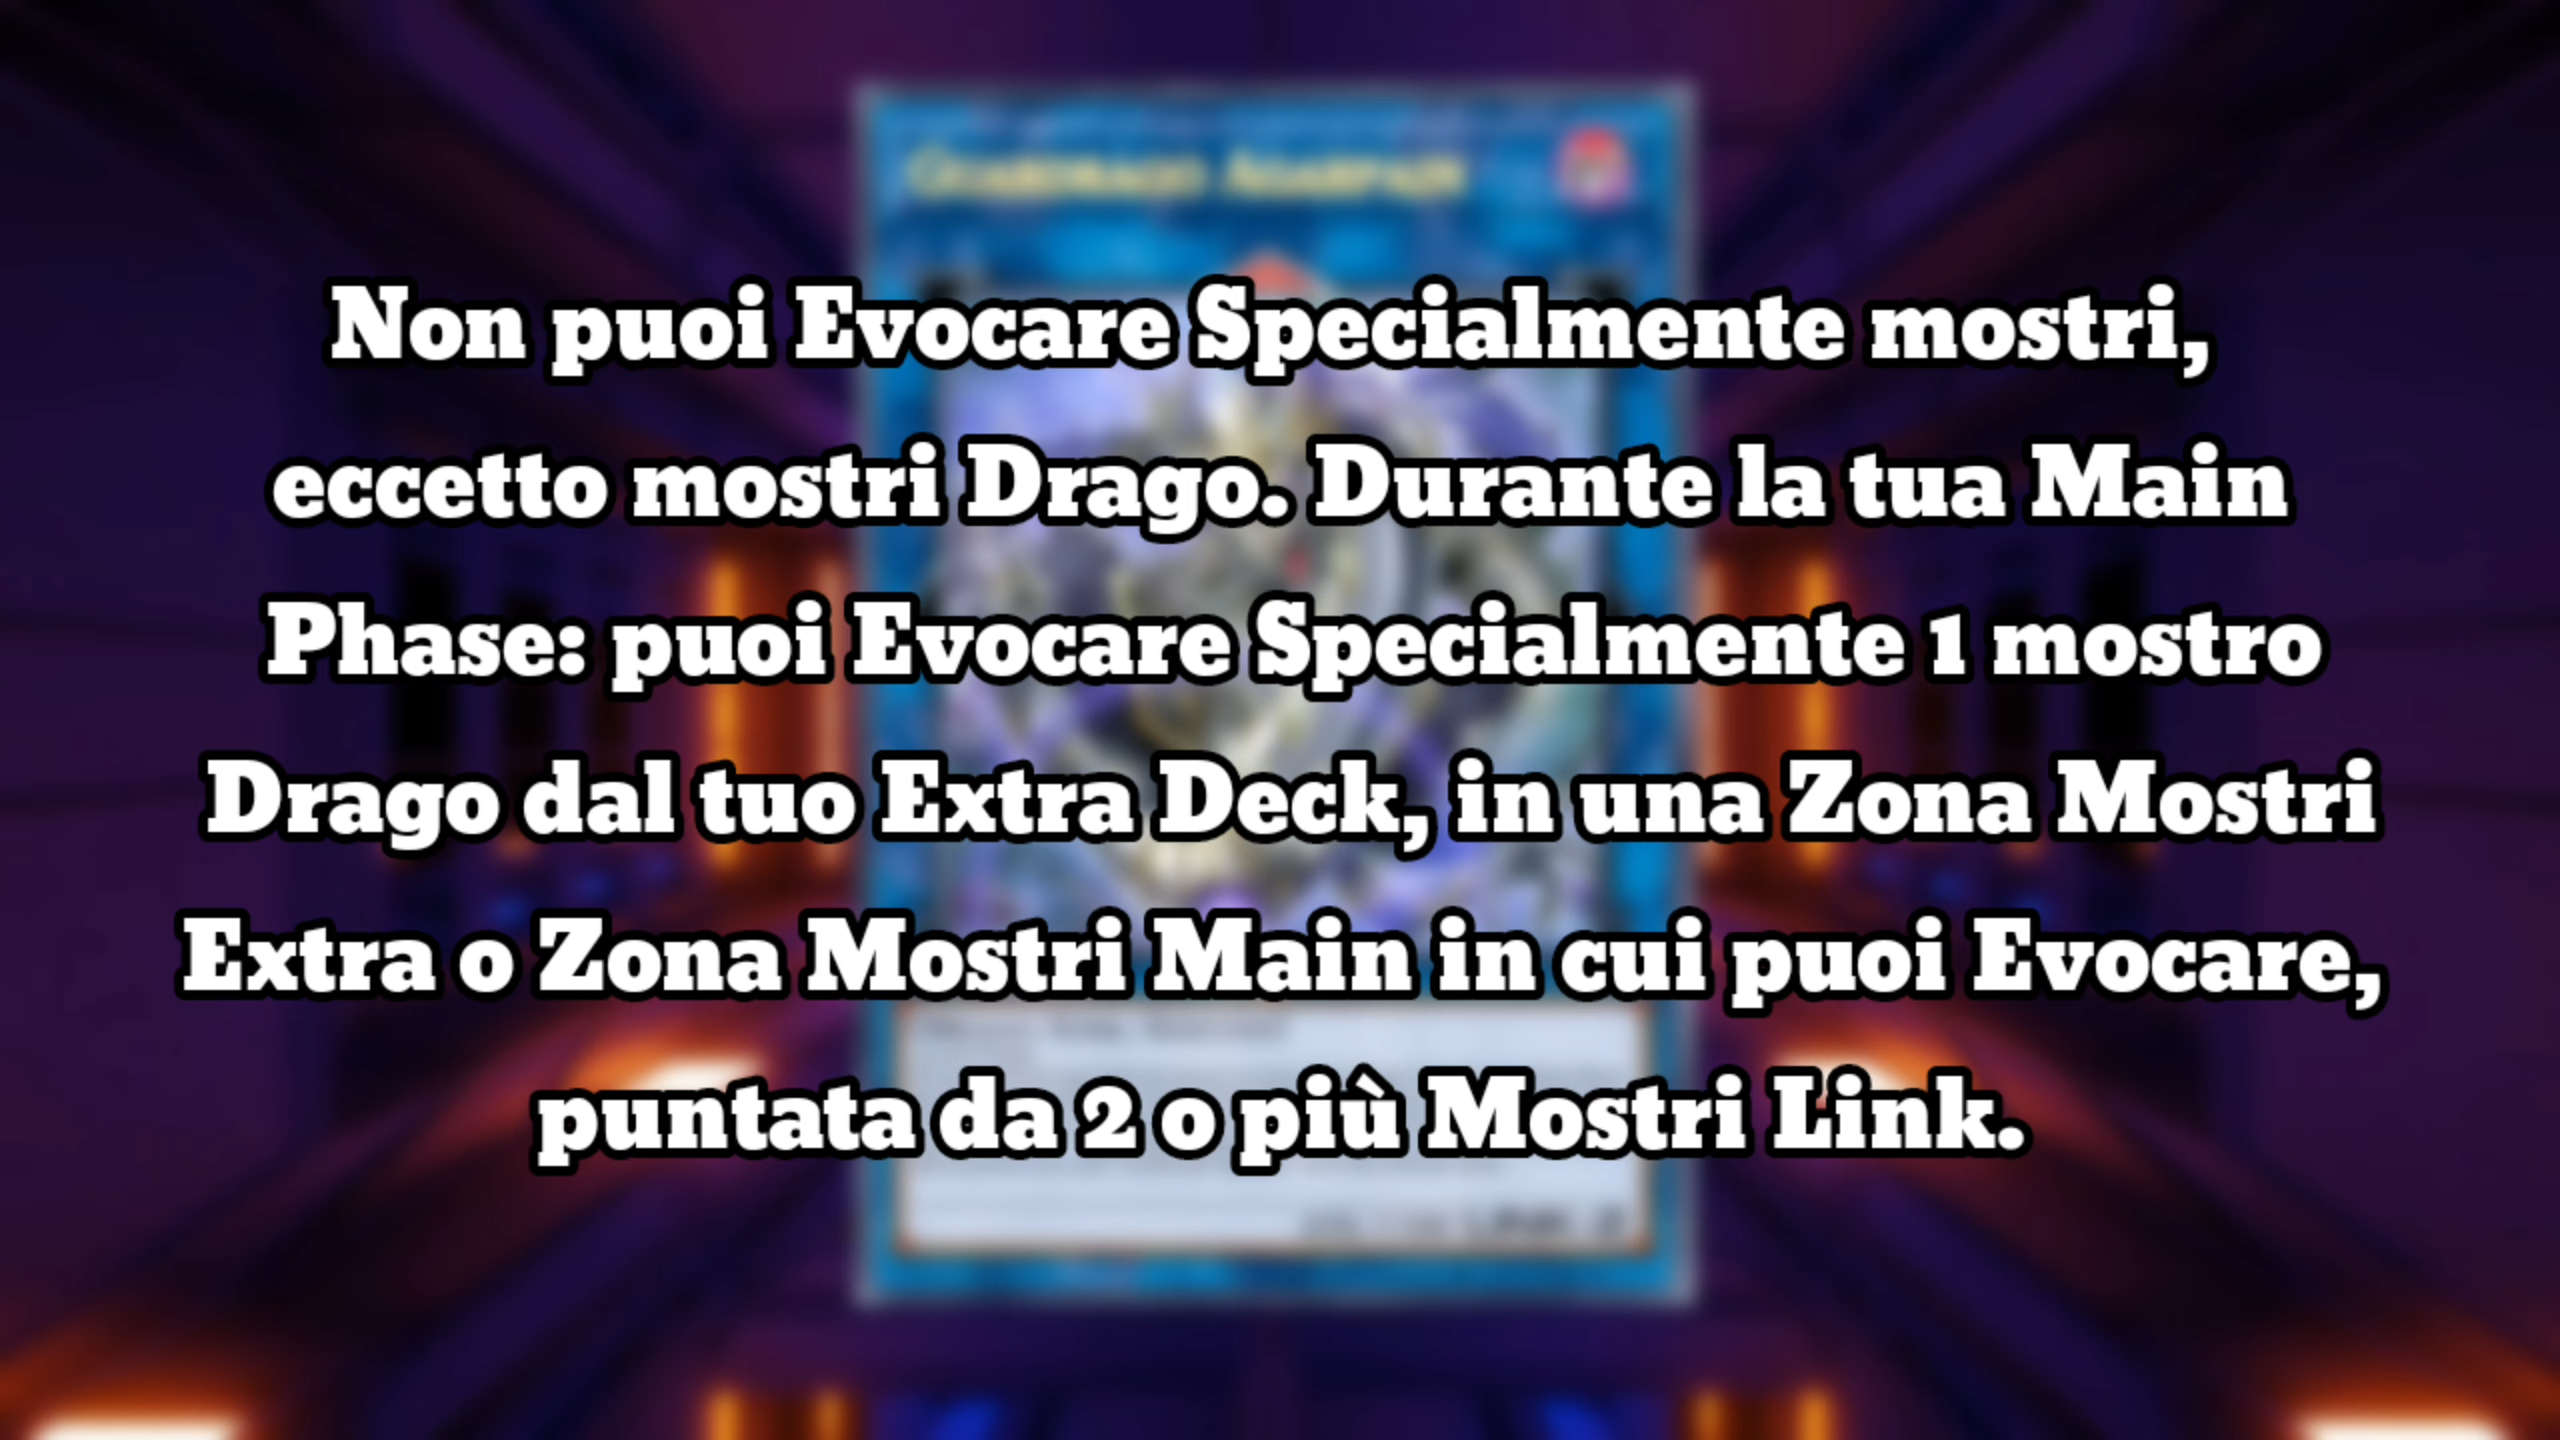 Non puoi Evocare Specialmente mostri,
eccetto mostri Drago. Durante la tua Main
Phase: puoi Evocare Specialmente 1 mostro
Drago dal tuo Extra Deck, in una Zona Mostri
Extra o Zona Mostri Main in cui puoi Evocare,
puntata da 2 o più Mostri Link.